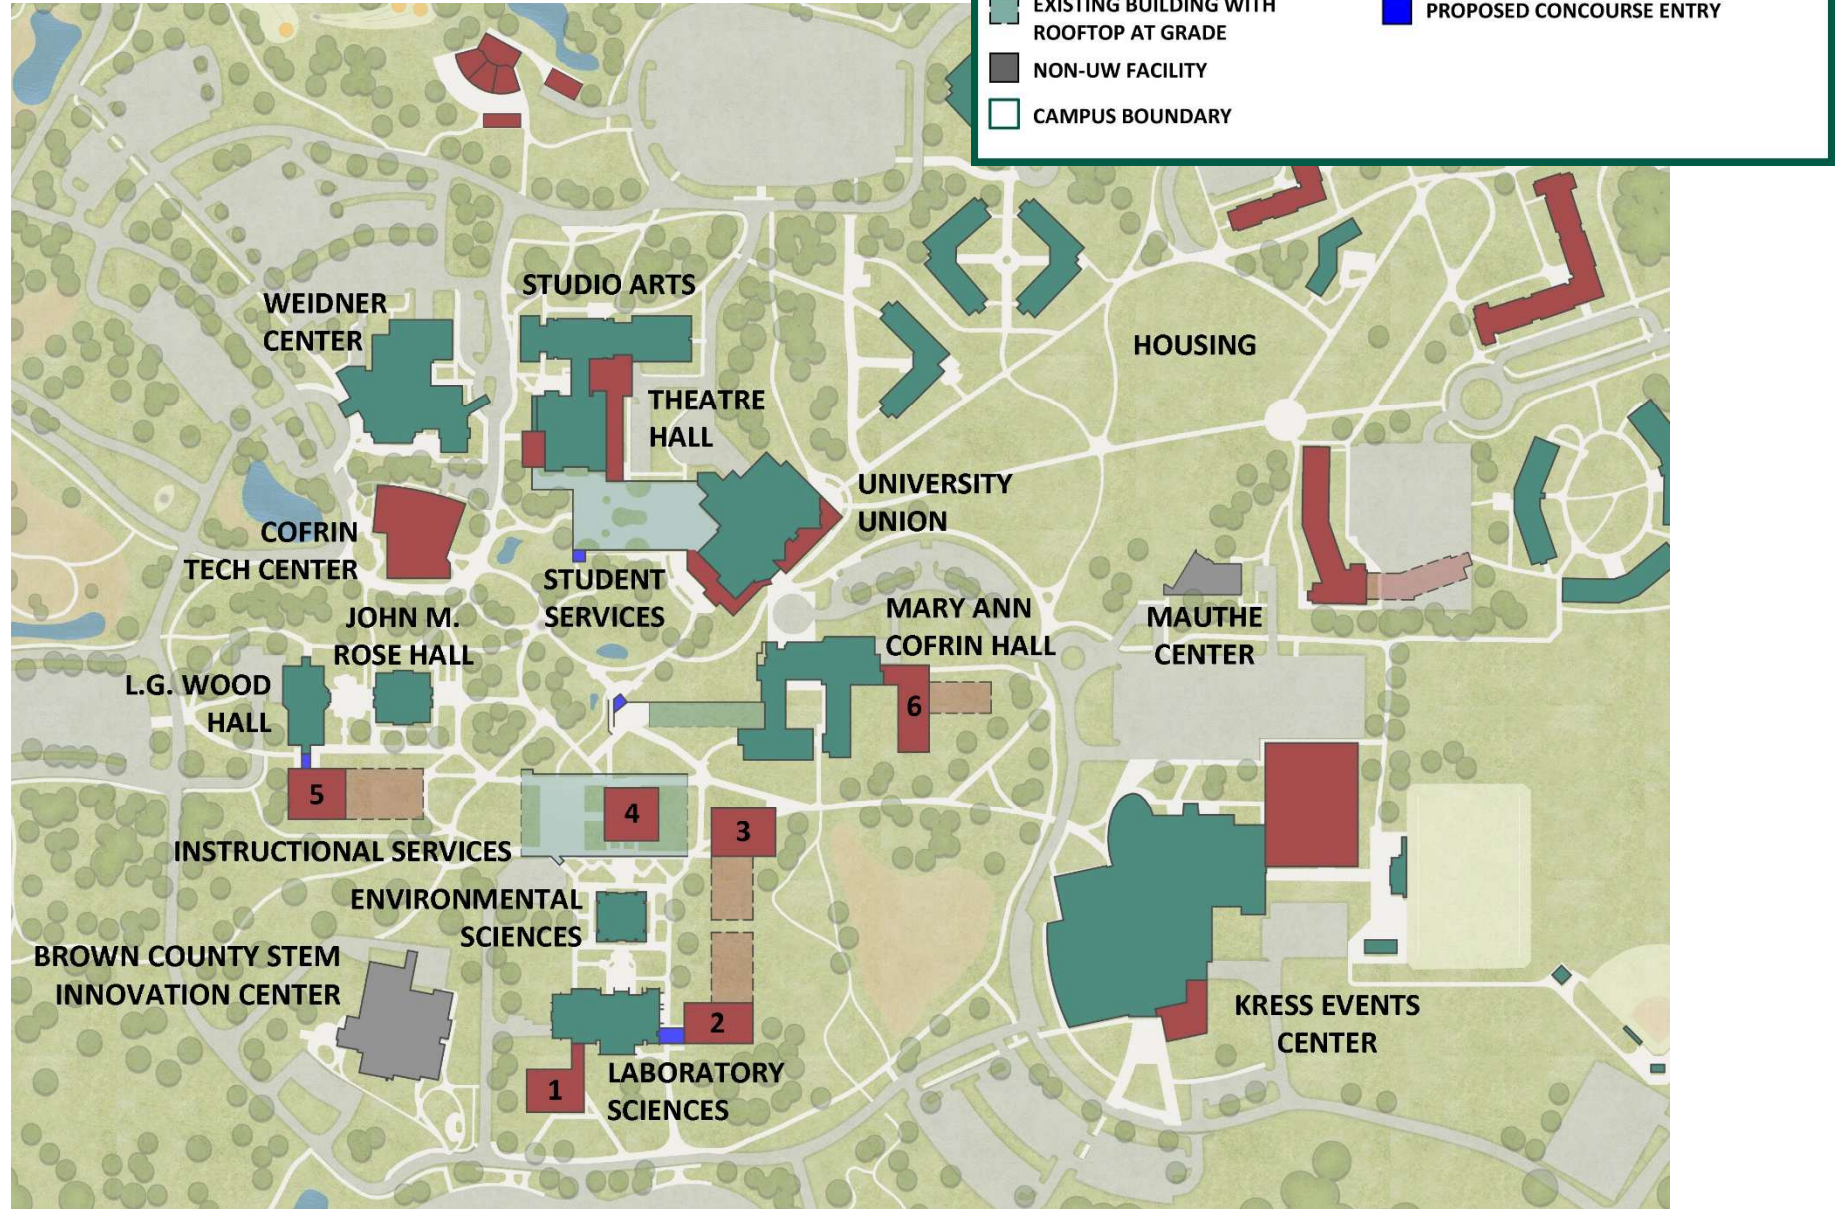 EXISTING BUILDING WITH
ROOFTOP AT GRADE
NON-UW FACILITY
CAMPUS BOUNDARY
PROPOSED CONCOURSE ENTRY
STUDIO ARTS
WEIDNER
CENTER
HOUSING
THEATRE
HALL
UNIVERSITY
UNION
COFRIN
TECH CENTER
STUDENT
SERVICES
JOHN M.
ROSE HALL
MARY ANN
COFRIN HALL
MAUTHE
CENTER
L.G. WOOD
HALL
6
5
4
3
INSTRUCTIONAL SERVICES
ENVIRONMENTAL
SCIENCES
BROWN COUNTY STEM
INNOVATION CENTER
KRESS EVENTS
CENTER
2
1
LABORATORY
SCIENCES